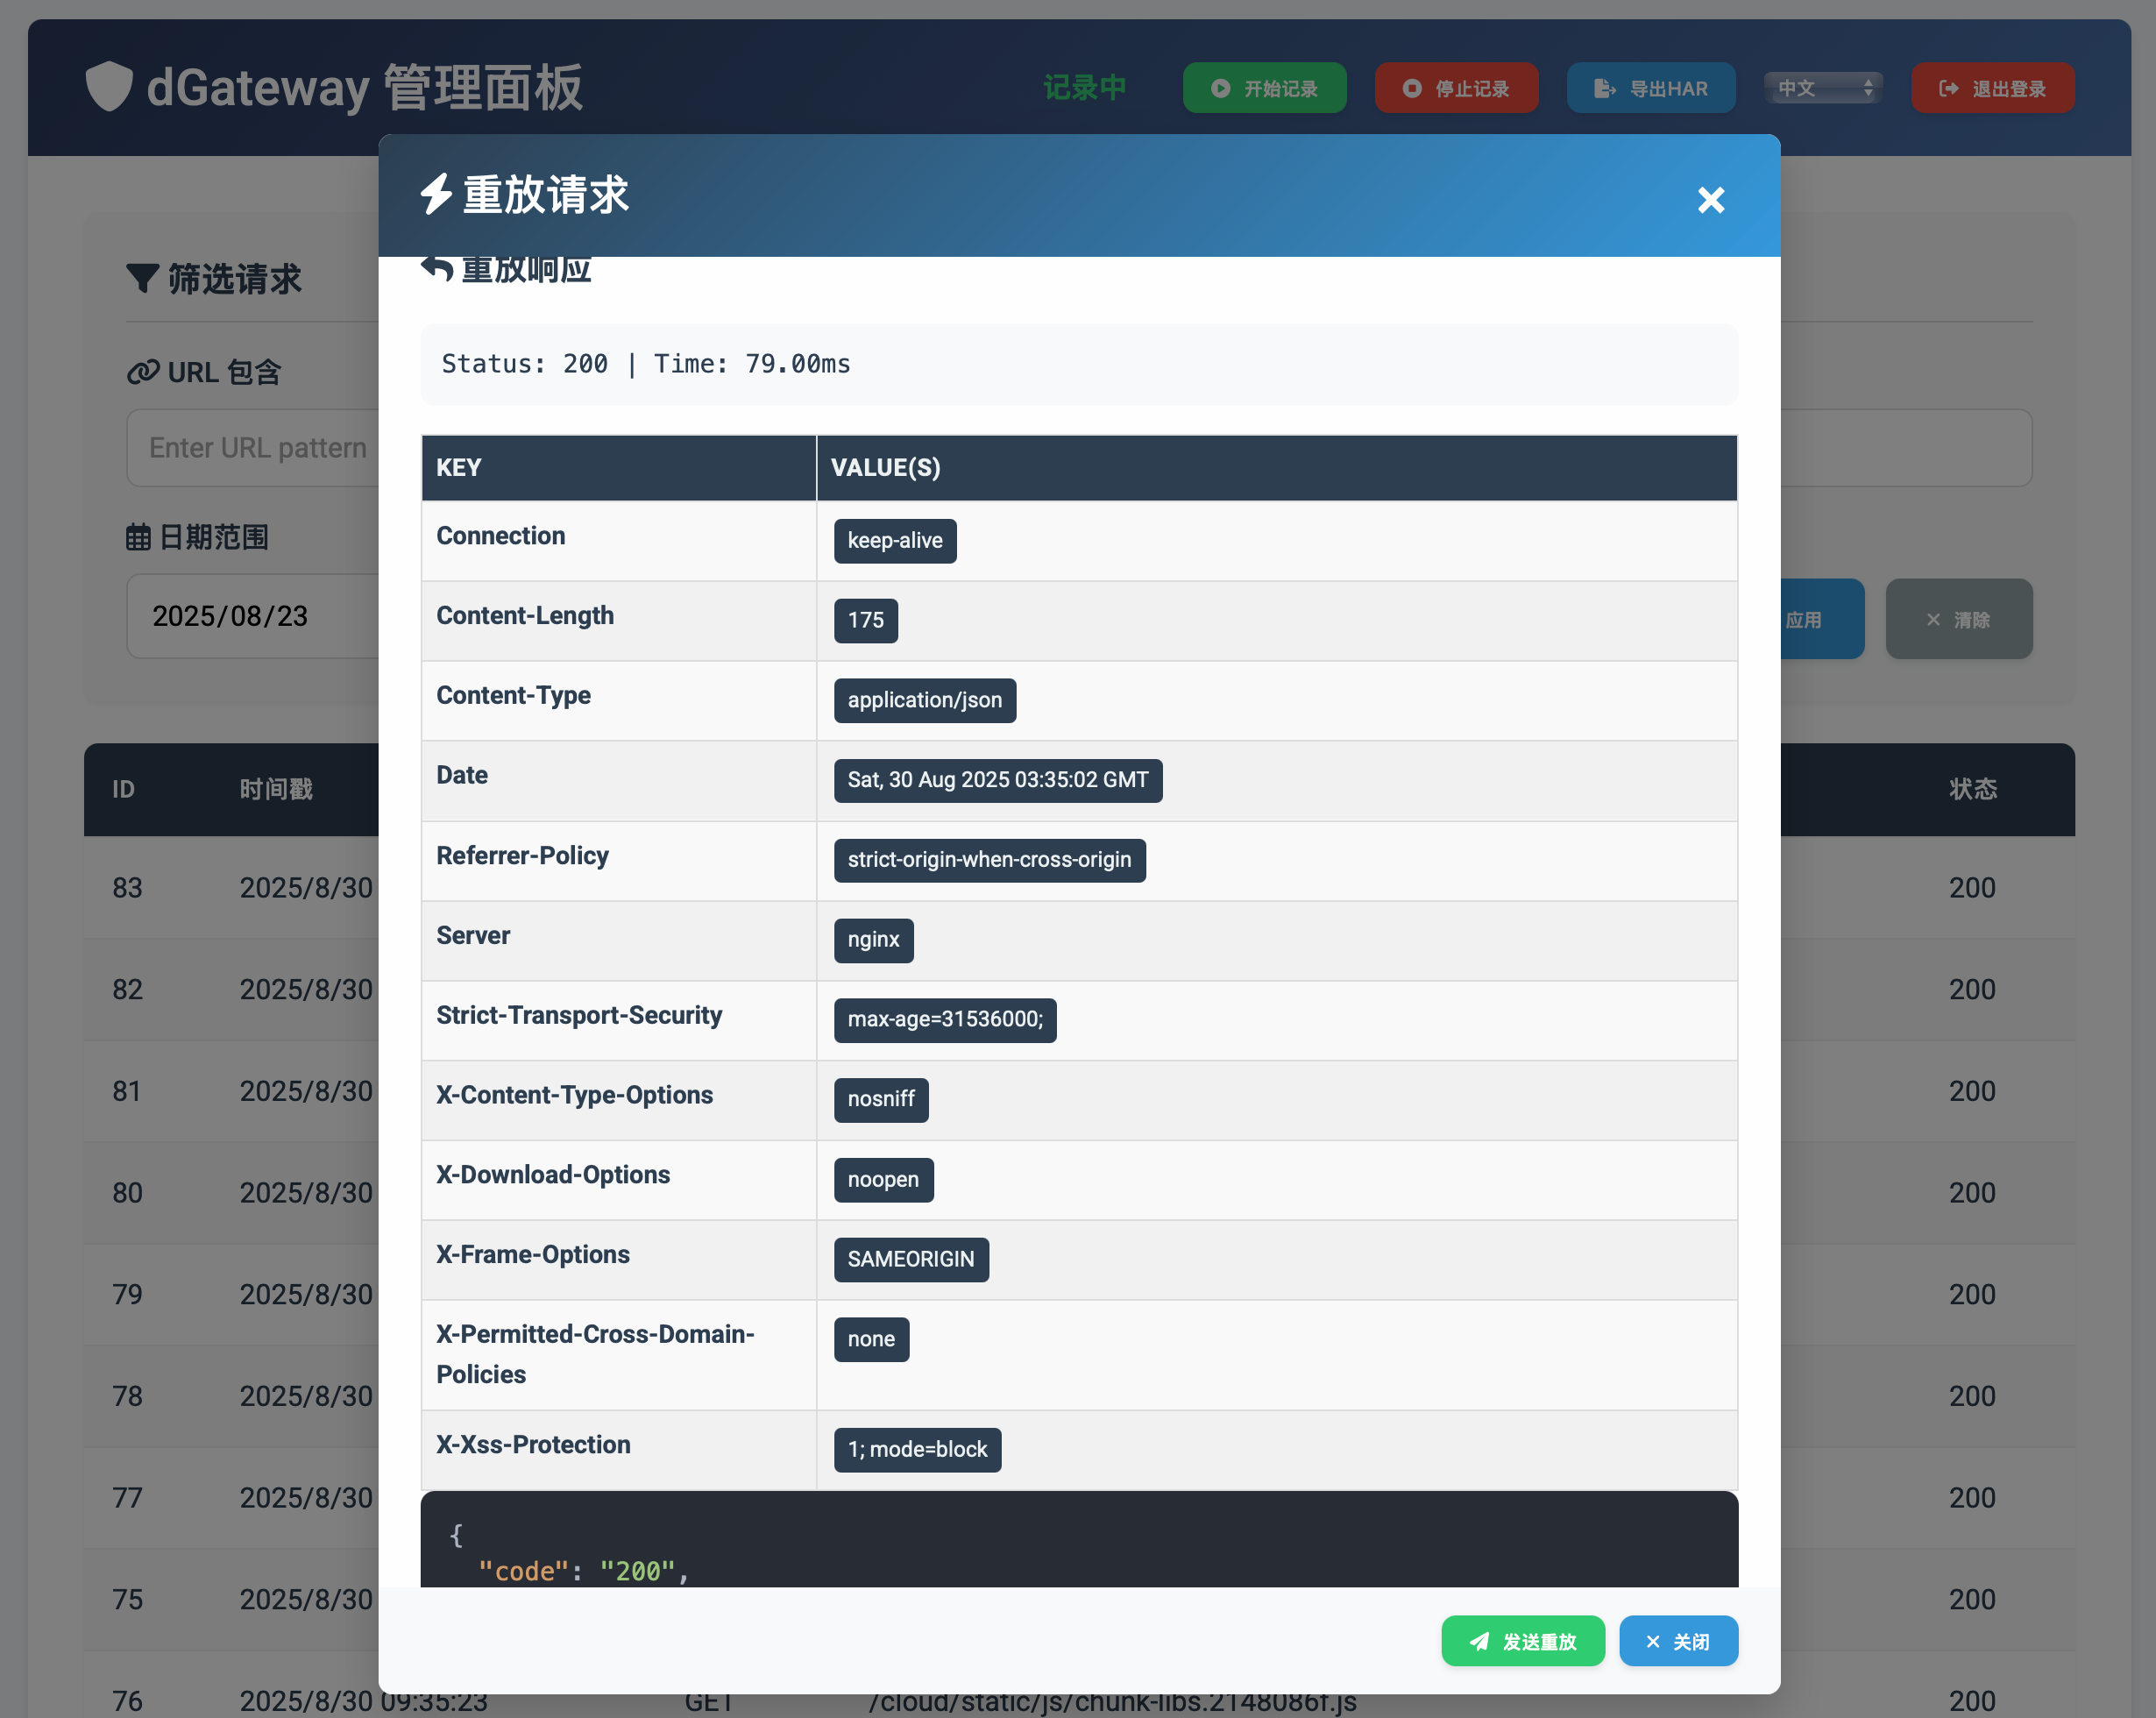 dGateway 管理面板
记录中
开始记录
停止记录
导出HAR
中文
退出登录
筛选请求
URL 包含
Enter URL pattern
日期范围
2025/08/23
应用
清除
ID 时间戳 状态
83 2025/8/30 200
82 2025/8/30 200
81 2025/8/30 200
80 2025/8/30 200
79 2025/8/30 200
78 2025/8/30 200
77 2025/8/30 200
75 2025/8/30 200
76 2025/8/30 09:35:23 GET /cloud/static/js/chunk-libs.2148086f.js 200
重放请求
重放响应
Status: 200 | Time: 79.00ms
KEY VALUE(S)
Connection keep-alive
Content-Length 175
Content-Type application/json
Date Sat, 30 Aug 2025 03:35:02 GMT
Referrer-Policy strict-origin-when-cross-origin
Server nginx
Strict-Transport-Security max-age=31536000;
X-Content-Type-Options nosniff
X-Download-Options noopen
X-Frame-Options SAMEORIGIN
X-Permitted-Cross-Domain- none
Policies
X-Xss-Protection 1; mode=block
{
"code": "200",
发送重放
关闭